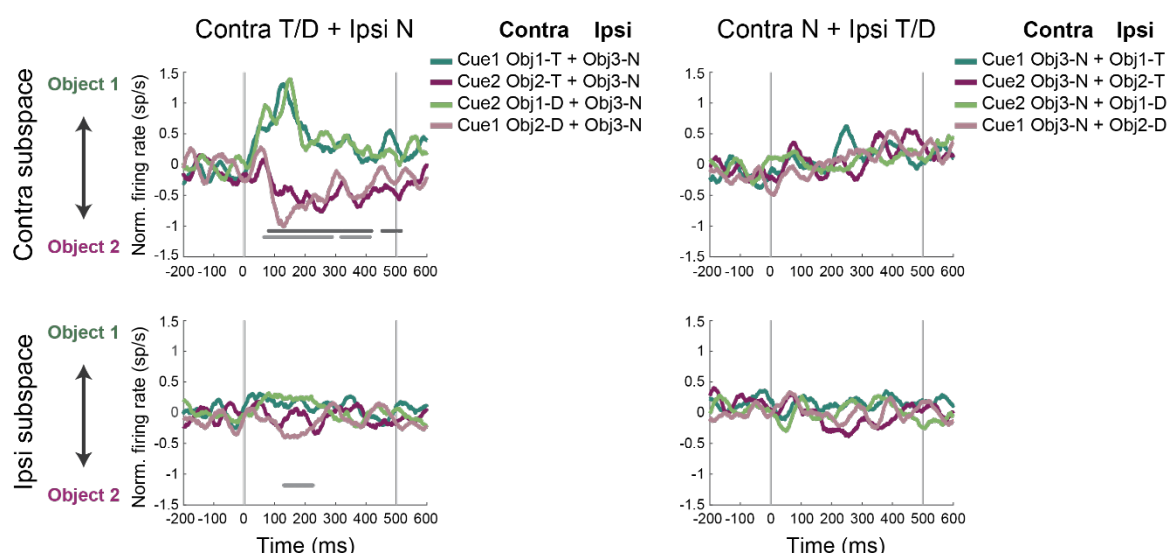 Contra T/D + Ipsi N
Contra Ipsi
Cue1 Obj1-T + Obj3-N
Cue2 Obj2-T + Obj3-N
Cue2 Obj1-D + Obj3-N
Cue1 Obj2-D + Obj3-N
Contra N + Ipsi T/D
Contra Ipsi
Cue1 Obj3-N + Obj1-T
Cue2 Obj3-N + Obj2-T
Cue2 Obj3-N + Obj1-D
Cue1 Obj3-N + Obj2-D
Contra subspace
Object 1
Object 2
Norm. firing rate (sp/s)
1.5
1
0.5
0
-0.5
-1
-1.5
-200 -100 0 100 200 300 400 500 600
1.5
1
0.5
0
-0.5
-1
-1.5
-200 -100 0 100 200 300 400 500 600
Ipsi subspace
Object 1
Object 2
Norm. firing rate (sp/s)
1.5
1
0.5
0
-0.5
-1
-1.5
-200 -100 0 100 200 300 400 500 600
Time (ms)
1.5
1
0.5
0
-0.5
-1
-1.5
-200 -100 0 100 200 300 400 500 600
Time (ms)